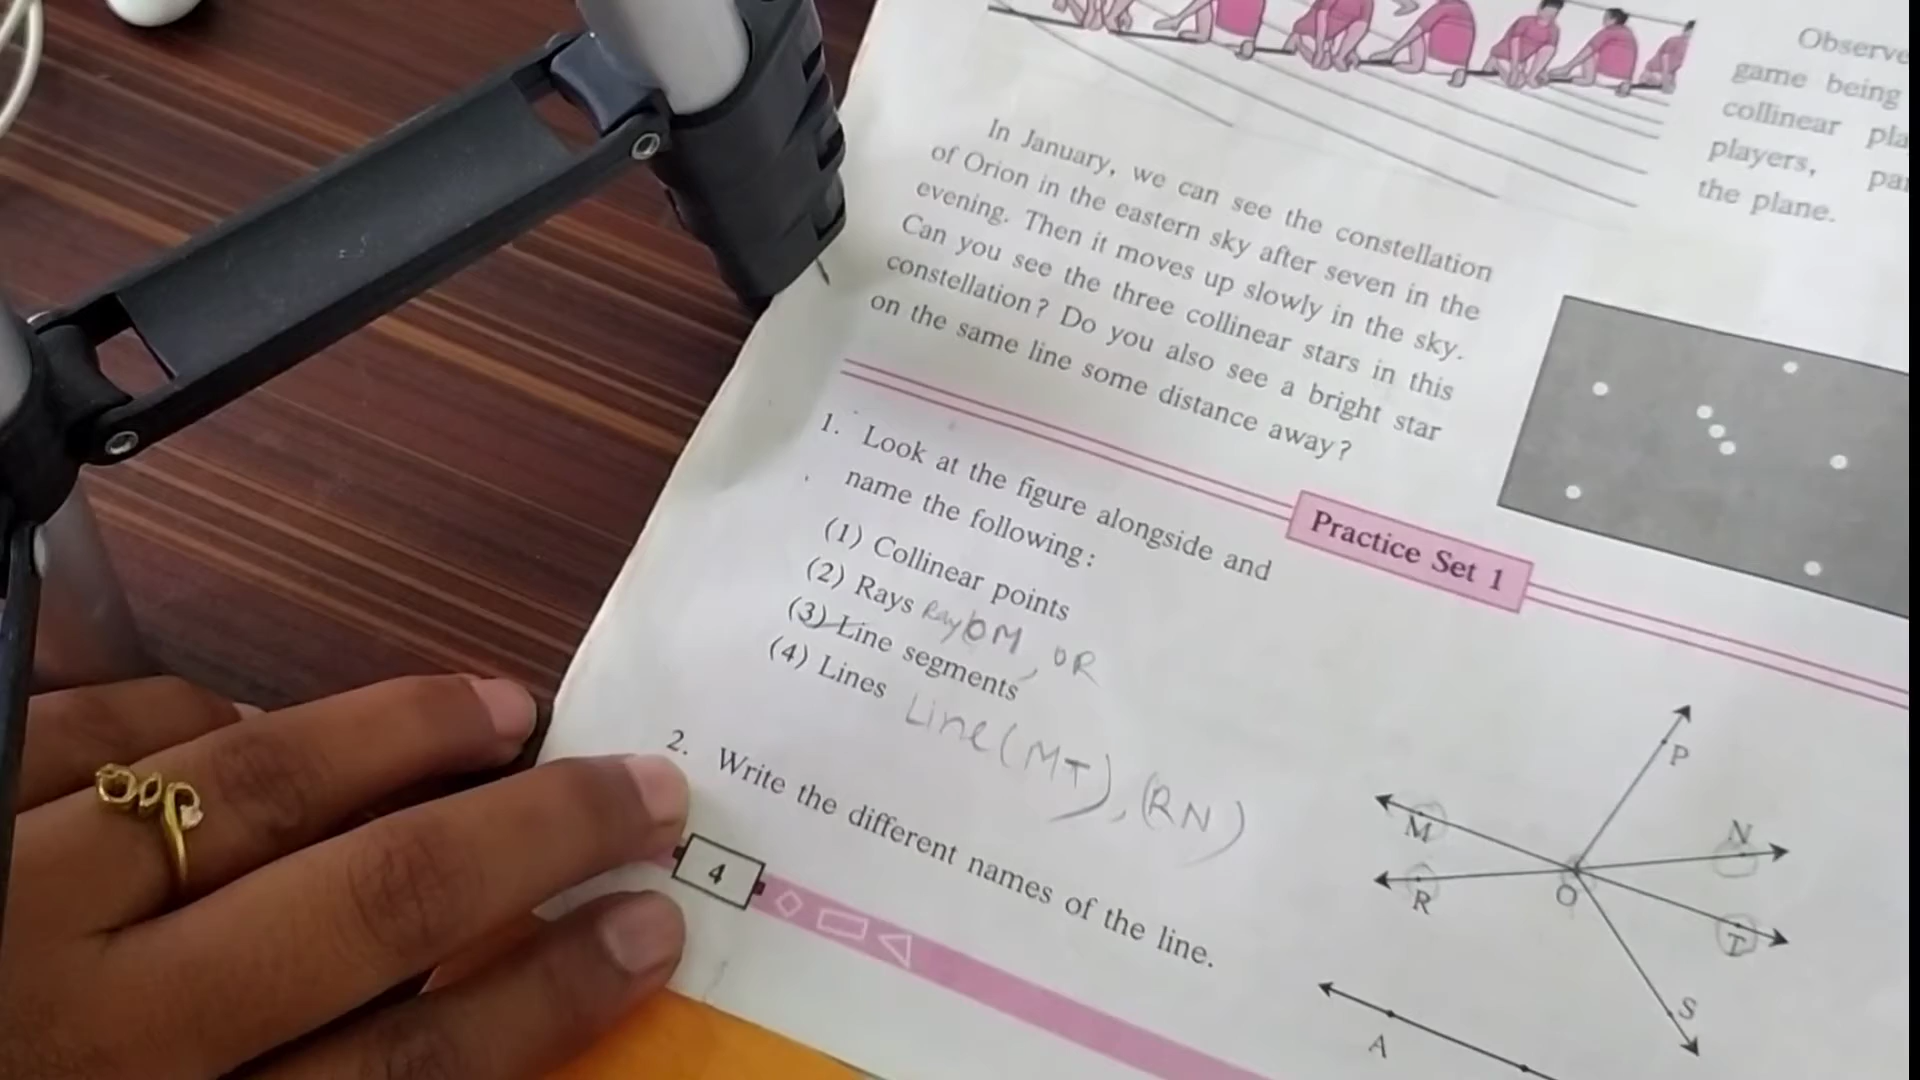 Observe
game being
collinear pla
players, pa
the plane.
In January, we can see the constellation
of Orion in the eastern sky after seven in the
evening. Then it moves up slowly in the sky.
Can you see the three collinear stars in this
constellation? Do you also see a bright star
on the same line some distance away?
Practice Set 1
1. Look at the figure alongside and
name the following:
(1) Collinear points
(2) Rays Ray OM, OR
(3) Line segments
(4) Lines Line (MT), (RN)
P
M
N
R
O
T
S
2. Write the different names of the line.
A
4